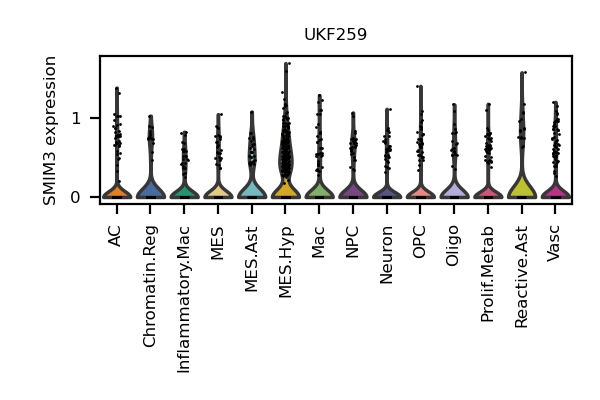 UKF259
SMIM3 expression
1
0
AC
Chromatin.Reg
Inflammatory.Mac
MES
MES.Ast
MES.Hyp
Mac
NPC
Neuron
OPC
Oligo
Prolif.Metab
Reactive.Ast
Vasc